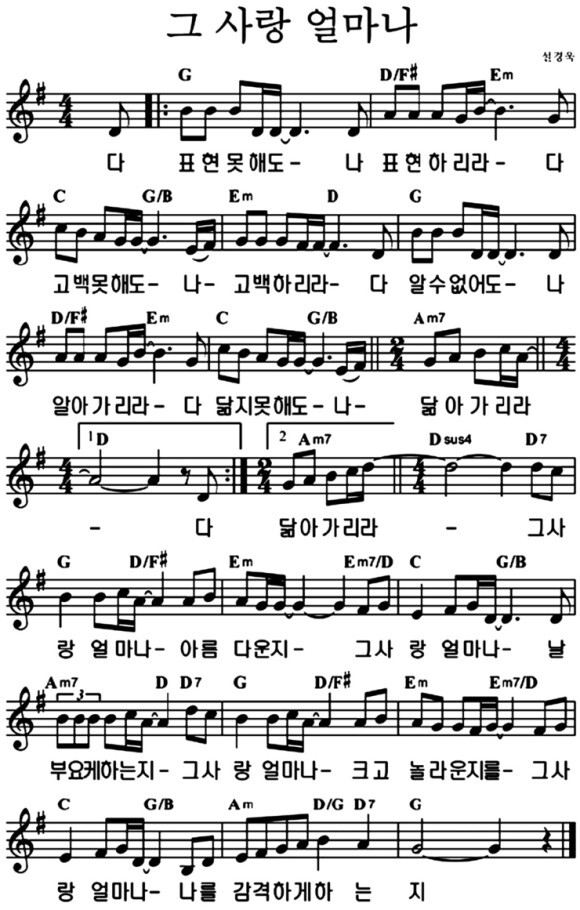 그 사랑 얼마나
신경욱
G D/F# Em
다 표현못해도- 나 표현하리라- 다
C G/B Em D G
고백못해도- 나- 고백하리라- 다 알수없어도- 나
D/F# Em C G/B Am7
알아가리라- 다 닮지못해도- 나- 닮아가리라
1 D 2 Am7 Dsus4 D7
- 다 닮아가리라 - 그사
G D/F# Em Em7/D C G/B
랑 얼마나- 아름 다운지- 그사 랑 얼마나- 날
Am7 D D7 G D/F# Em Em7/D
3
부요케하는지- 그사 랑 얼마나- 크고 놀라운지를- 그사
C G/B Am D/G D7 G
랑 얼마나- 나를 감격하게하 는 지